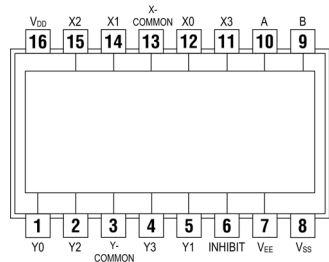 X-
V_DD X2 X1 COMMON X0 X3 A B
16 15 14 13 12 11 10 9
1 2 3 4 5 6 7 8
Y0 Y2 Y- Y3 Y1 INHIBIT V_EE V_SS
COMMON